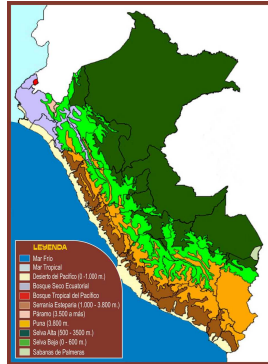 LEYENDA
Mar Frío
Mar Tropical
Desierto del Pacífico (0 -1.000 m.)
Bosque Seco Ecuatorial
Bosque Tropical del Pacífico
Serranía Esteparia (1.000 - 3.800 m.)
Páramo (3.500 a más)
Puna (3.800 m.
Selva Alta (500 - 3500 m.)
Selva Baja (0 - 600 m.)
Sabanas de Palmeras